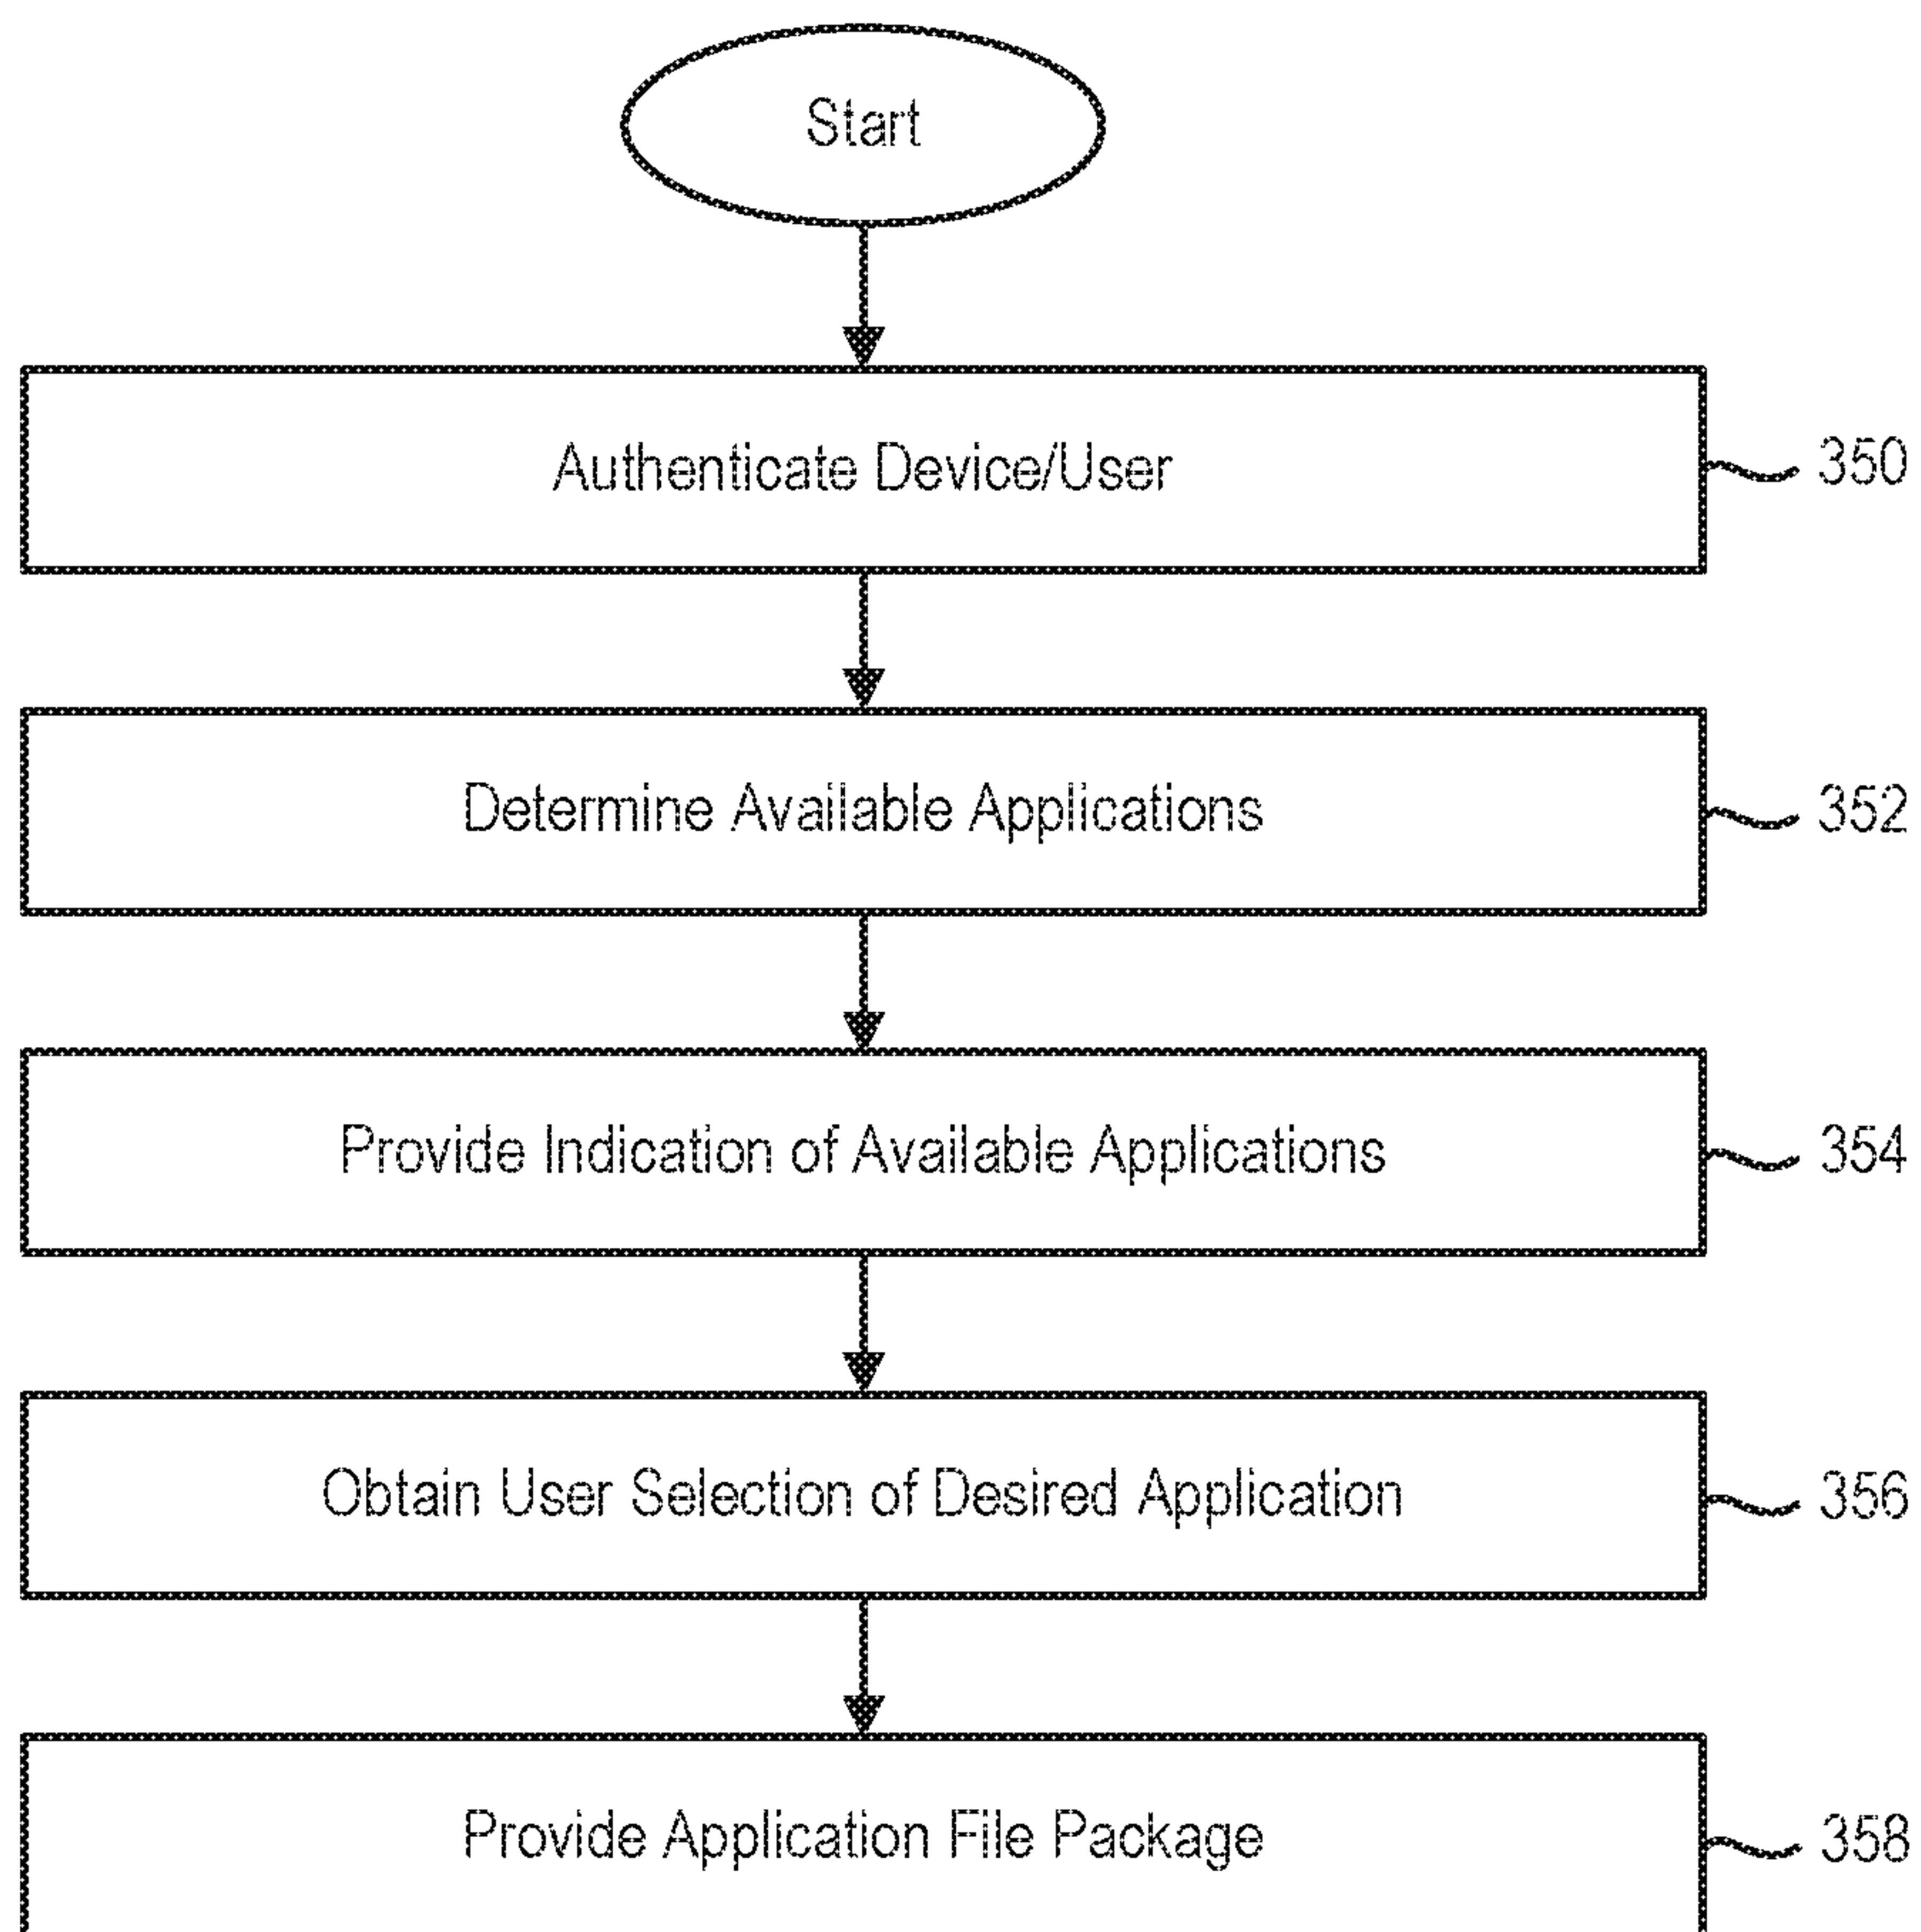 Start
Authenticate Device/User
350
Determine Available Applications
352
Provide Indication of Available Applications
354
Obtain User Selection of Desired Application
356
Provide Application File Package
358